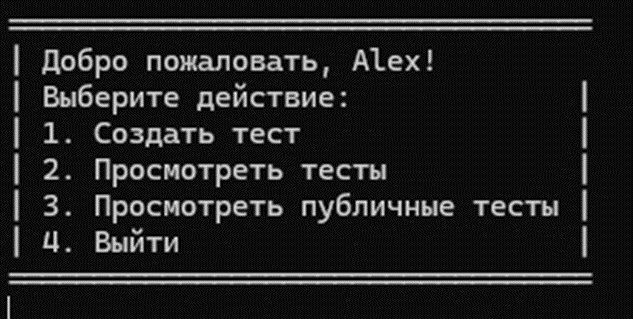 Добро пожаловать, Alex!
Выберите действие:
1. Создать тест
2. Просмотреть тесты
3. Просмотреть публичные тесты
4. Выйти